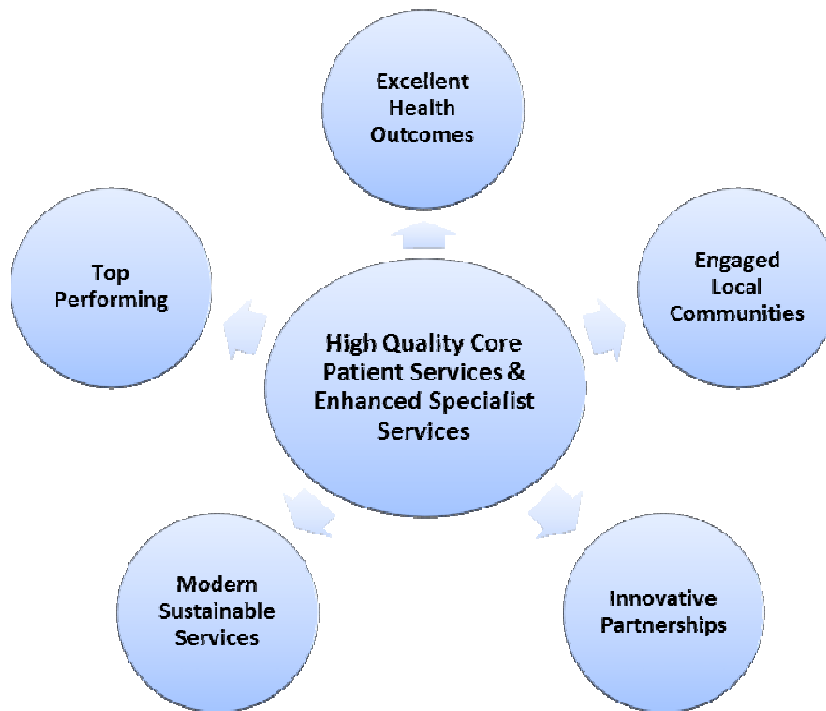 Excellent
Health
Outcomes
Top
Performing
Engaged
Local
Communities
High Quality Core
Patient Services &
Enhanced Specialist
Services
Modern
Sustainable
Services
Innovative
Partnerships